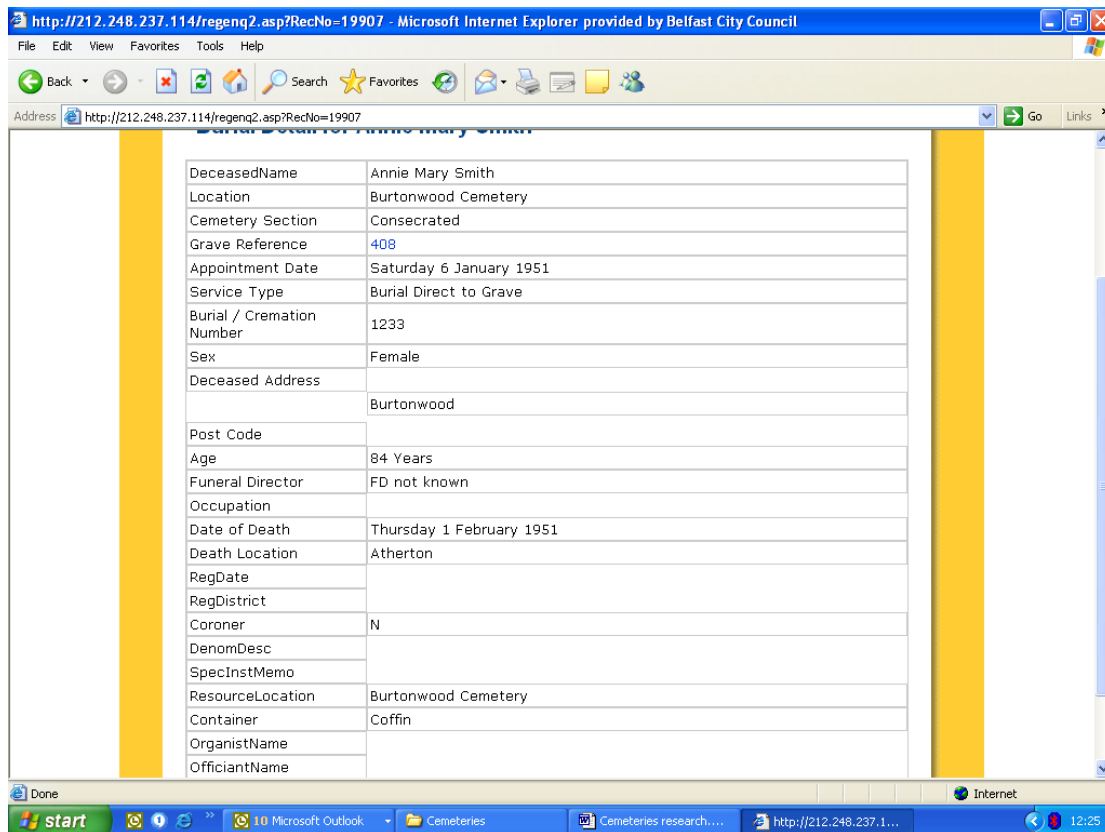 http://212.248.237.114/regenq2.asp?RecNo=19907 - Microsoft Internet Explorer provided by Belfast City Council
File Edit View Favorites Tools Help
Back Search Favorites
Address http://212.248.237.114/regenq2.asp?RecNo=19907 Go Links
Burial Detail for Annie Mary Smith
DeceasedName Annie Mary Smith
Location Burtonwood Cemetery
Cemetery Section Consecrated
Grave Reference 408
Appointment Date Saturday 6 January 1951
Service Type Burial Direct to Grave
Burial / Cremation
Number 1233
Sex Female
Deceased Address
Burtonwood
Post Code
Age 84 Years
Funeral Director FD not known
Occupation
Date of Death Thursday 1 February 1951
Death Location Atherton
RegDate
RegDistrict
Coroner N
DenomDesc
SpecInstMemo
ResourceLocation Burtonwood Cemetery
Container Coffin
OrganistName
OfficiantName
Done Internet
start 10 Microsoft Outlook Cemeteries Cemeteries research.... http://212.248.237.1... 12:25